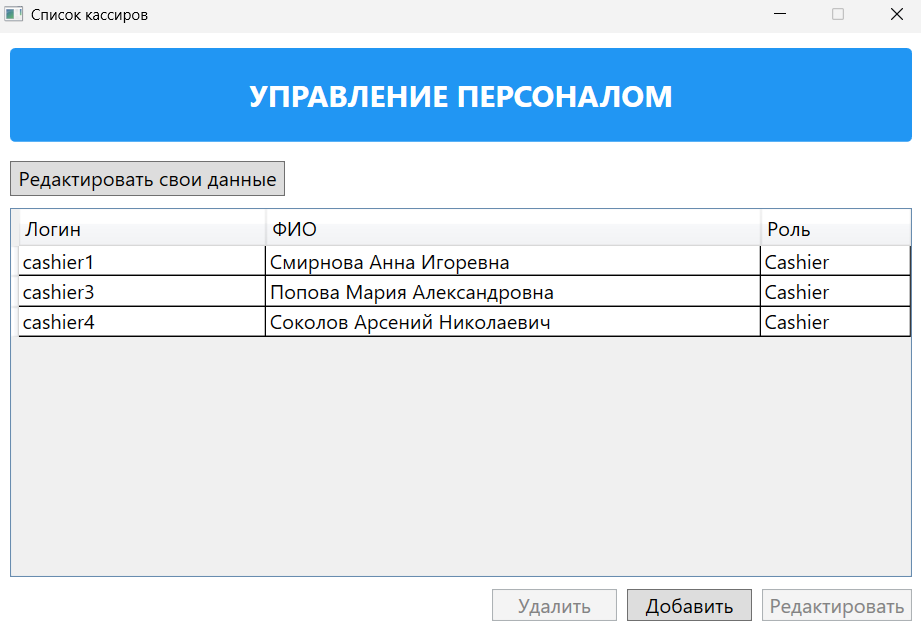 Список кассиров
УПРАВЛЕНИЕ ПЕРСОНАЛОМ
Редактировать свои данные
Логин ФИО Роль
cashier1 Смирнова Анна Игоревна Cashier
cashier3 Попова Мария Александровна Cashier
cashier4 Соколов Арсений Николаевич Cashier
Удалить Добавить Редактировать